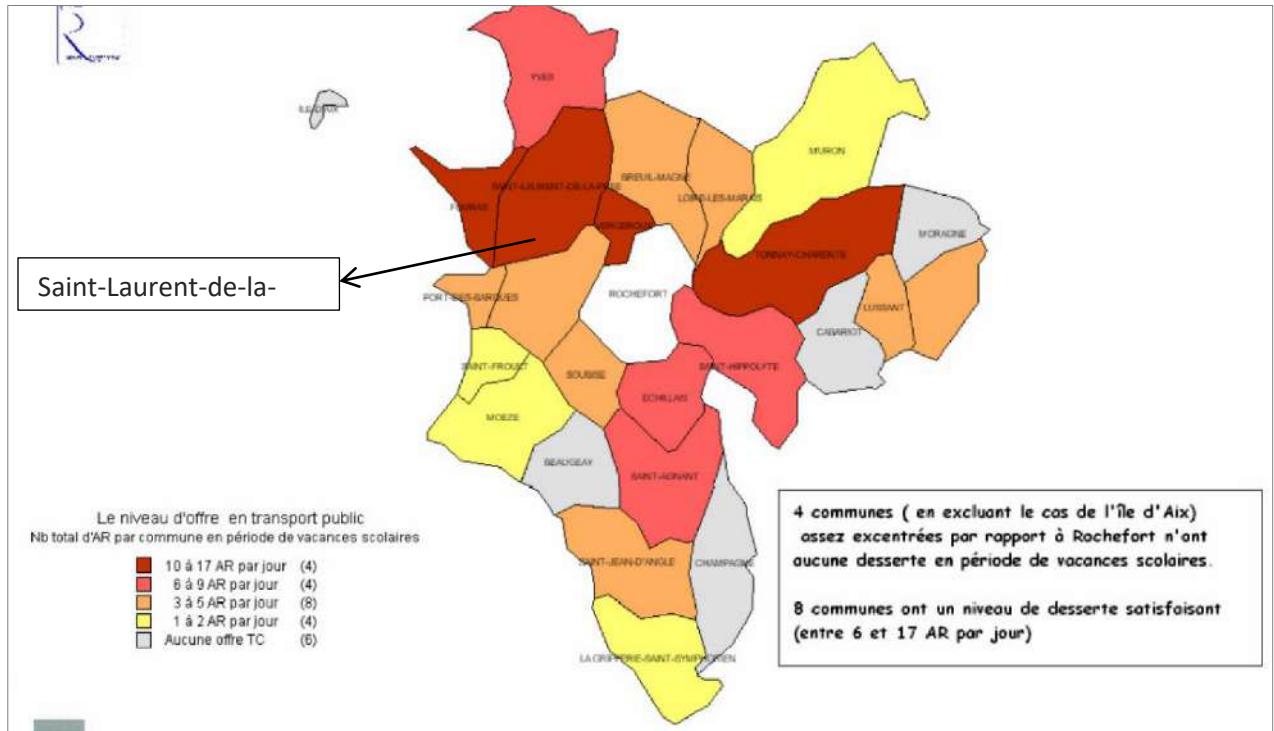 YVES
ILE-D'AIX
MURON
BREUIL-MAGNE
SAINT-LAURENT-DE-LA-PREE
LOIRE-LES-MARAIS
FOURAS
VERGEROUX
MORAGNE
TONNAY-CHARENTE
Saint-Laurent-de-la-
ROCHEFORT
PORT-DES-BARQUES
LUSSANT
CABARIOT
SAINT-FROULT
SOUBISE
SAINT-HIPPOLYTE
ECHILLAIS
MOEZE
BEAUGEAY
SAINT-AGNANT
Le niveau d'offre en transport public
Nb total d'AR par commune en période de vacances scolaires
10 à 17 AR par jour (4)
6 à 9 AR par jour (4)
3 à 5 AR par jour (8)
1 à 2 AR par jour (4)
Aucune offre TC (6)
SAINT-JEAN-D'ANGLE
CHAMPAGNE
LA GRIPPERIE-SAINT-SYMPHORIEN
4 communes ( en excluant le cas de l'île d'Aix)
assez excentrées par rapport à Rochefort n'ont
aucune desserte en période de vacances scolaires.
8 communes ont un niveau de desserte satisfaisant
(entre 6 et 17 AR par jour)